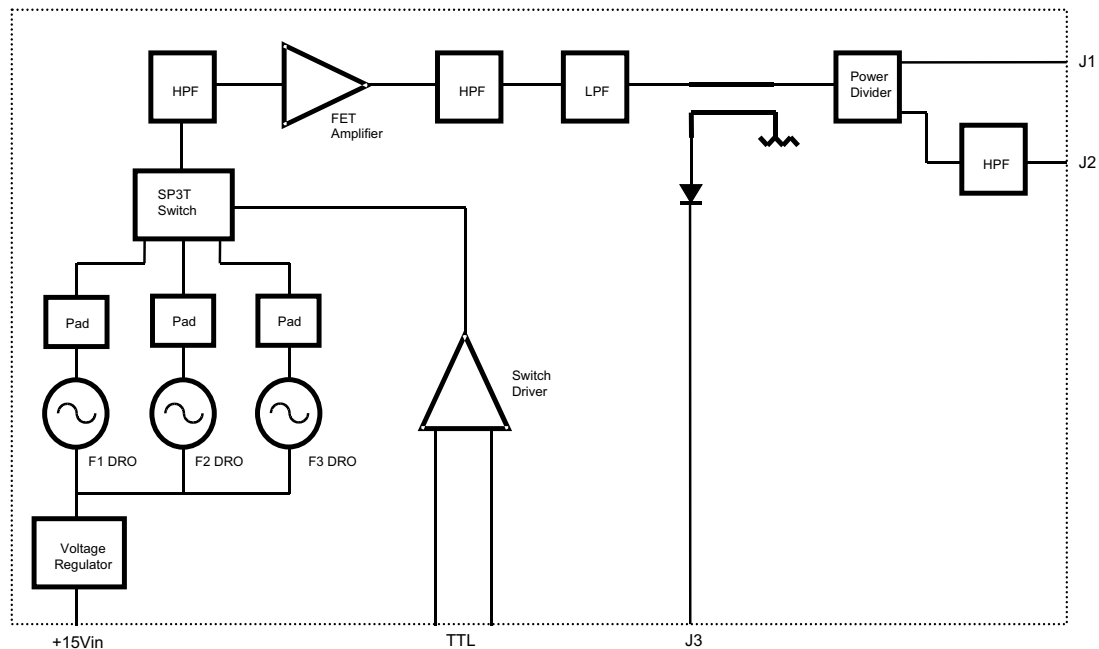 J1
Power
Divider
HPF
HPF
LPF
FET
Amplifier
HPF
J2
SP3T
Switch
Pad
Pad
Pad
Switch
Driver
F1 DRO
F2 DRO
F3 DRO
Voltage
Regulator
+15Vin
TTL
J3